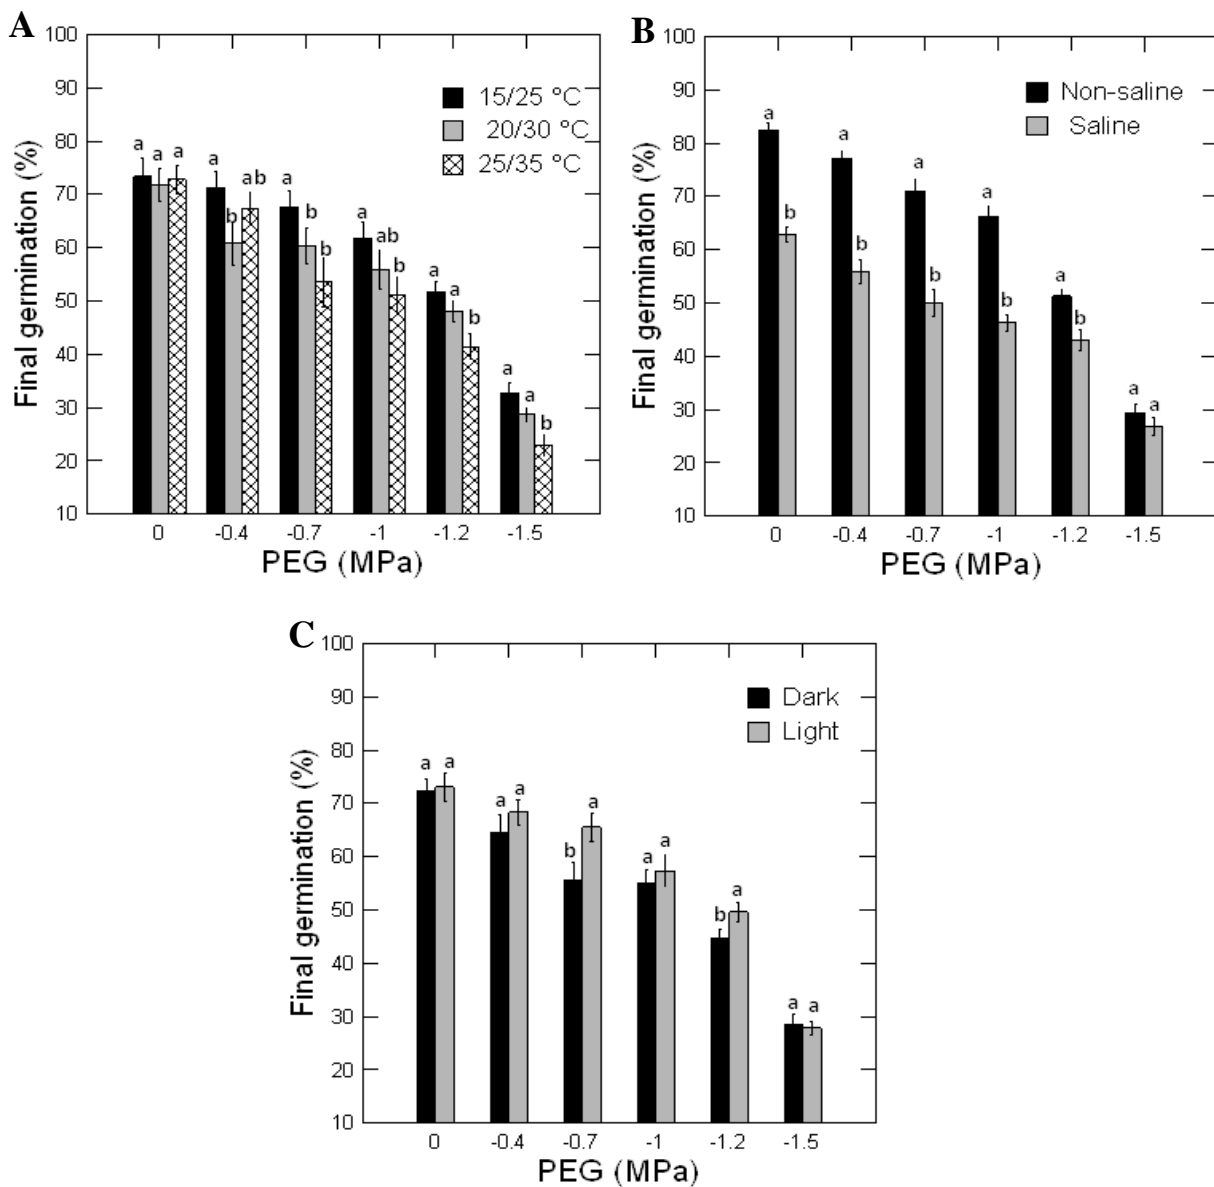 A
Final germination (%)
100
90
80
70
60
50
40
30
20
10
15/25 °C
20/30 °C
25/35 °C
a a a
a b ab
a b b
a ab b
a a b
a a b
0 -0.4 -0.7 -1 -1.2 -1.5
PEG (MPa)
B
Final germination (%)
100
90
80
70
60
50
40
30
20
10
Non-saline
Saline
a b
a b
a b
a b
a b
a a
0 -0.4 -0.7 -1 -1.2 -1.5
PEG (MPa)
C
Final germination (%)
100
90
80
70
60
50
40
30
20
10
Dark
Light
a a
a a
b a
a a
b a
a a
0 -0.4 -0.7 -1 -1.2 -1.5
PEG (MPa)